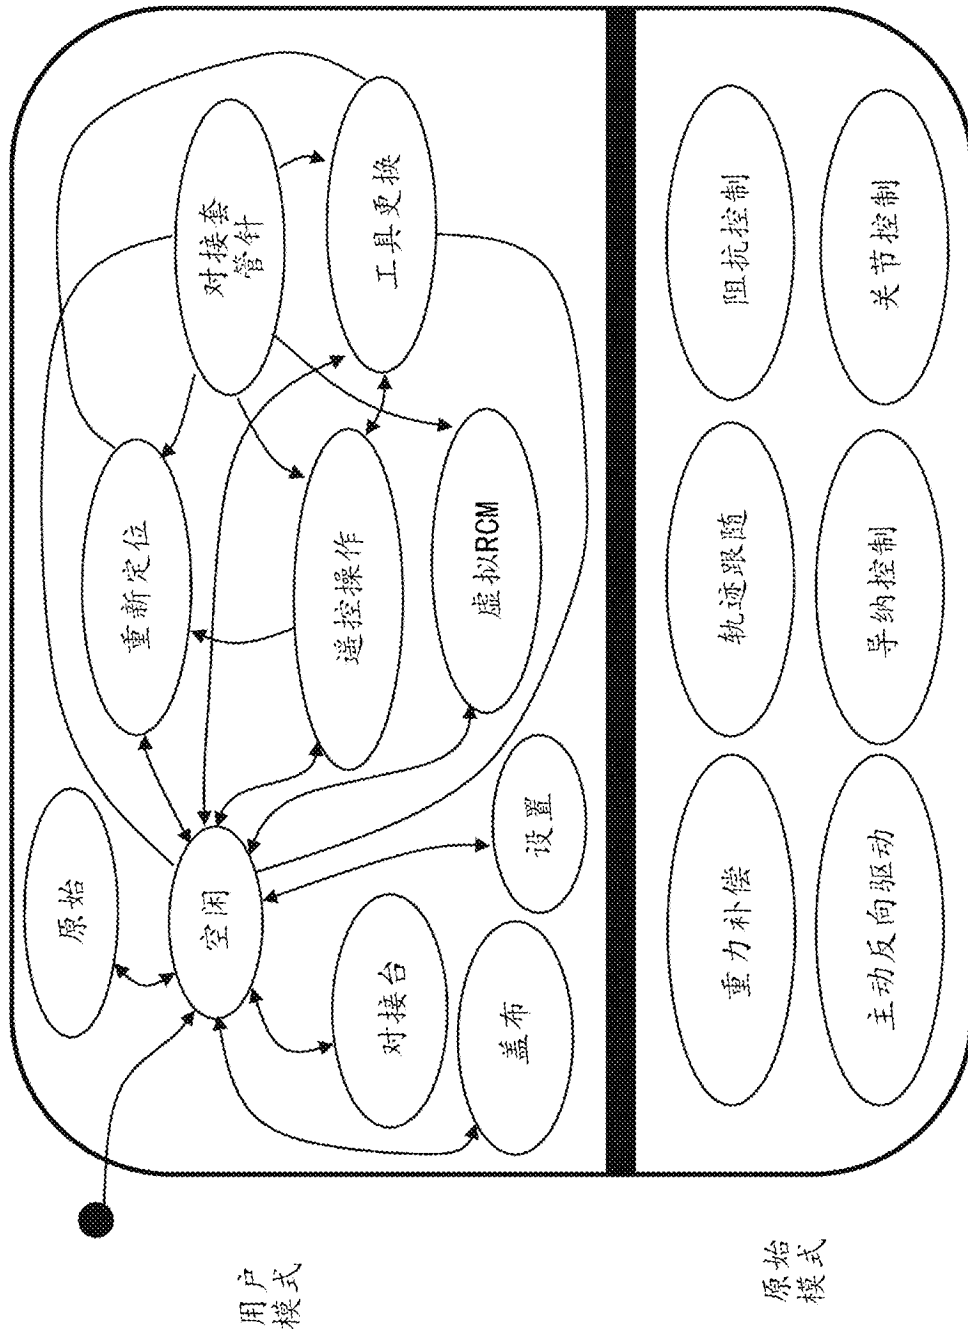 用户
模式
原始
空闲
重新定位
对接套
管针
工具更换
遥控操作
虚拟RCM
设置
对接台
盖布
原始
模式
重力补偿
轨迹跟随
阻抗控制
主动反向驱动
导纳控制
关节控制